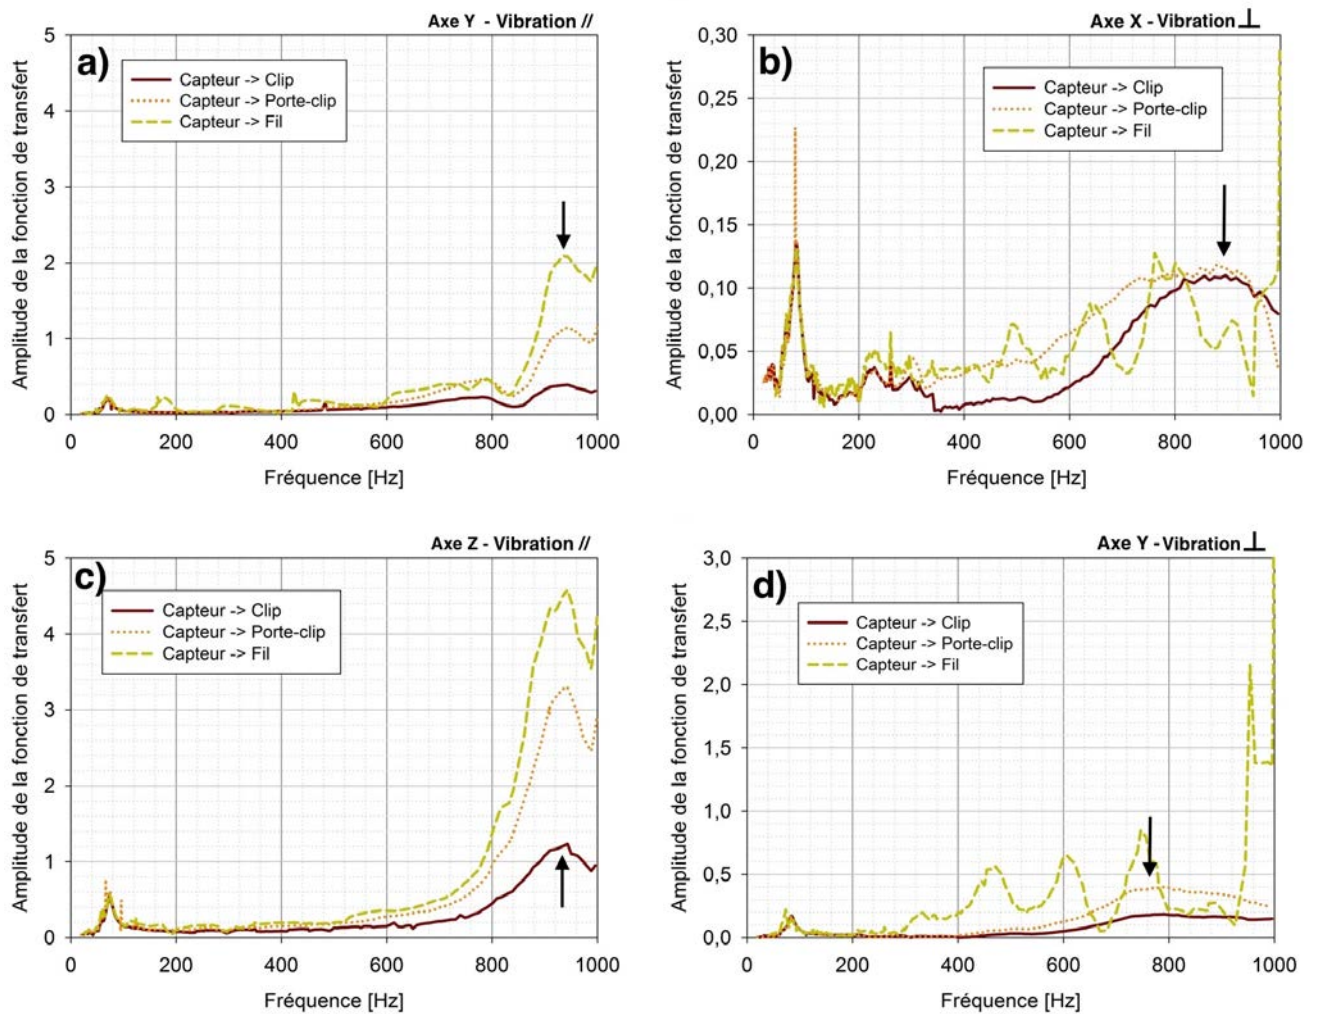 Axe Y - Vibration //
a)
Capteur -> Clip
Capteur -> Porte-clip
Capteur -> Fil
Amplitude de la fonction de transfert
5
4
3
2
1
0
0 200 400 600 800 1000
Fréquence [Hz]
Axe X - Vibration ⊥
b)
Capteur -> Clip
Capteur -> Porte-clip
Capteur -> Fil
Amplitude de la fonction de transfert
0,30
0,25
0,20
0,15
0,10
0,05
0,00
0 200 400 600 800 1000
Fréquence [Hz]
Axe Z - Vibration //
c)
Capteur -> Clip
Capteur -> Porte-clip
Capteur -> Fil
Amplitude de la fonction de transfert
5
4
3
2
1
0
0 200 400 600 800 1000
Fréquence [Hz]
Axe Y - Vibration ⊥
d)
Capteur -> Clip
Capteur -> Porte-clip
Capteur -> Fil
Amplitude de la fonction de transfert
3,0
2,5
2,0
1,5
1,0
0,5
0,0
0 200 400 600 800 1000
Fréquence [Hz]